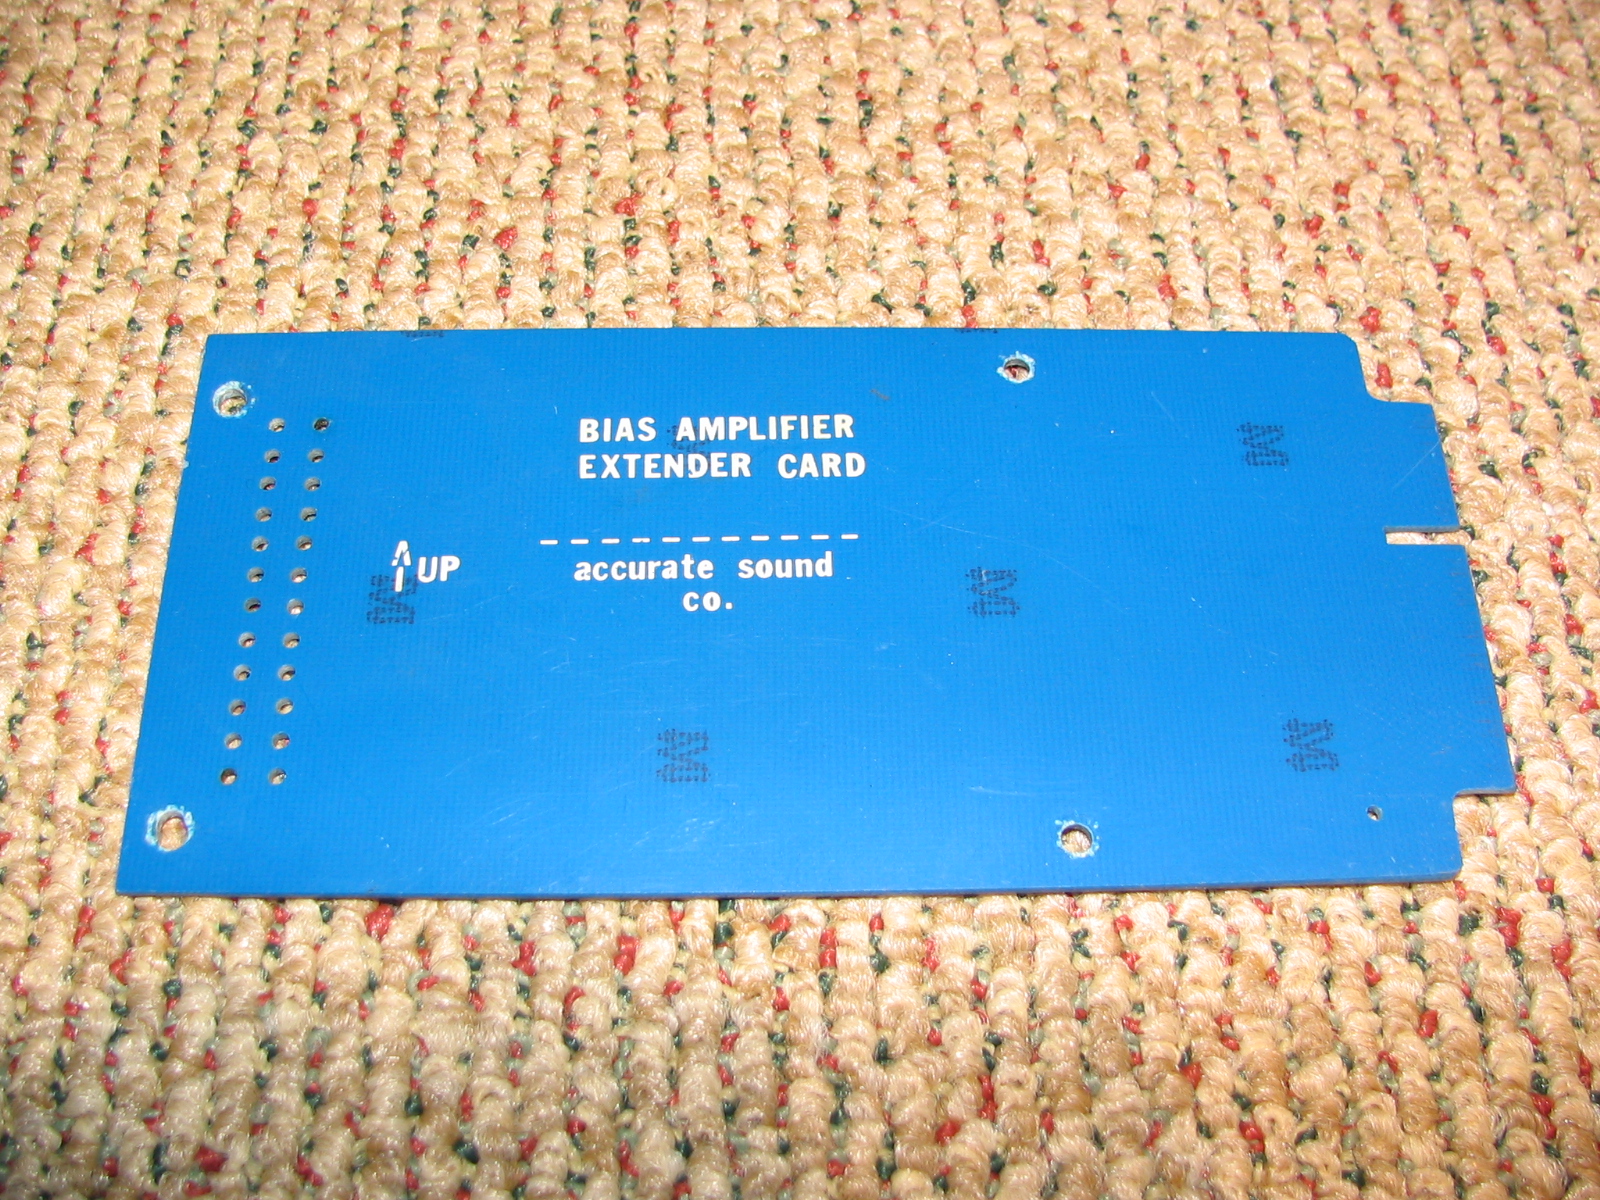 BIAS AMPLIFIER
EXTENDER CARD
UP
accurate sound
co.